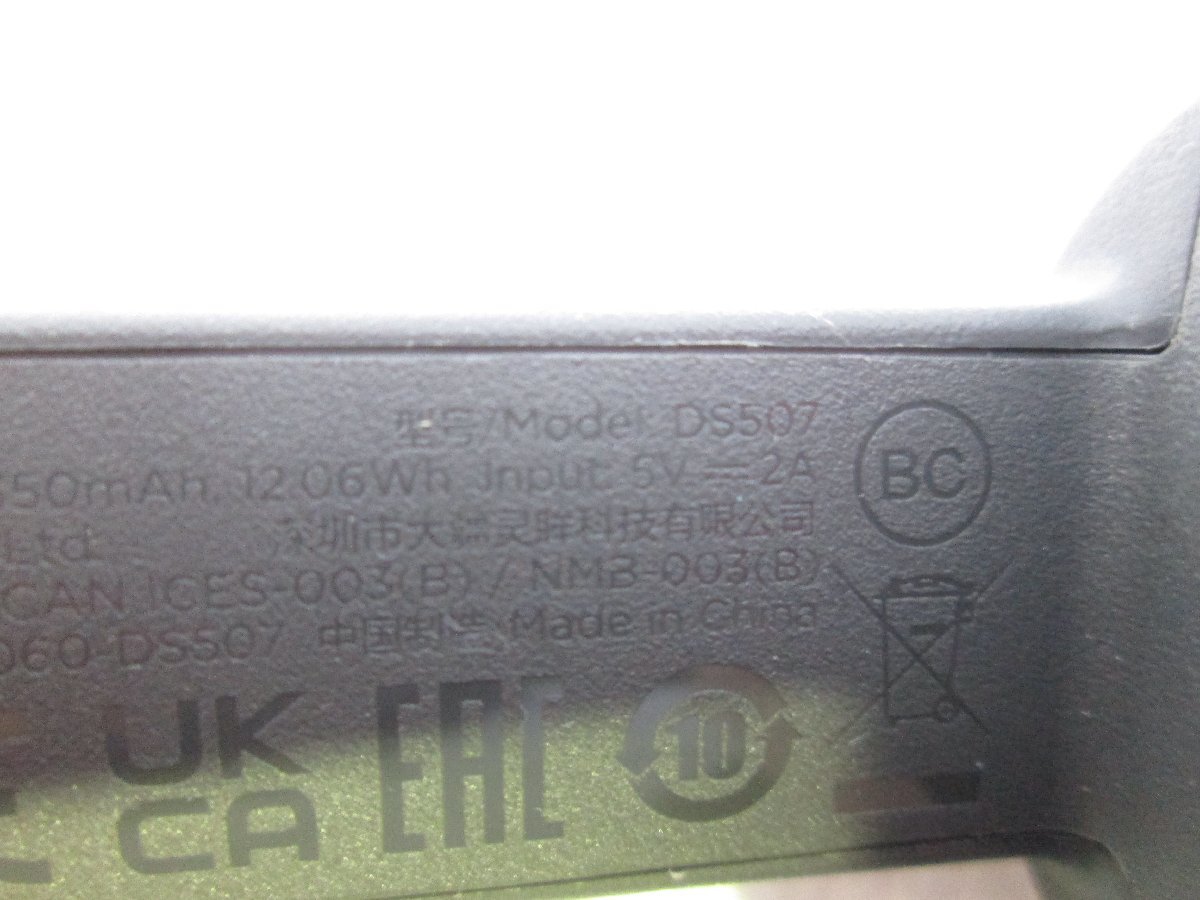 型号/Model: DS507
50mAh, 12.06Wh Input: 5V ⎓ 2A
Ltd
深圳市大疆灵眸科技有限公司
CAN ICES-003(B) / NMB-003(B)
060-DS507 中国制造 Made in China
BC
UK
CA
EAC
10